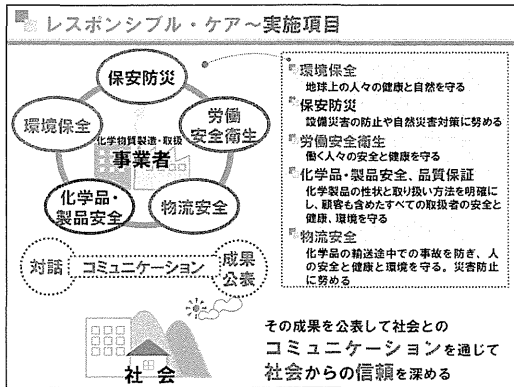 レスポンシブル・ケア～実施項目
保安防災
環境保全
労働
安全衛生
化学物質製造・取扱
事業者
化学品・
製品安全
物流安全
対話
コミュニケーション
成果
公表
社会
環境保全
地球上の人々の健康と自然を守る
保安防災
設備災害の防止や自然災害対策に努める
労働安全衛生
働く人々の安全と健康を守る
化学品・製品安全、品質保証
化学製品の性状と取り扱い方法を明確に
し、顧客も含めたすべての取扱者の安全と
健康、環境を守る
物流安全
化学品の輸送途中での事故を防ぎ、人
の安全と健康と環境を守る。災害防止
に努める
その成果を公表して社会との
コミュニケーションを通じて
社会からの信頼を深める